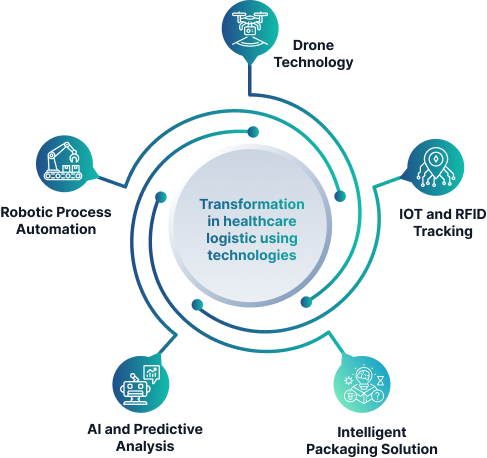 Drone
Technology
Robotic Process
Automation
IOT and RFID
Tracking
Transformation
in healthcare
logistic using
technologies
AI and Predictive
Analysis
Intelligent
Packaging Solution